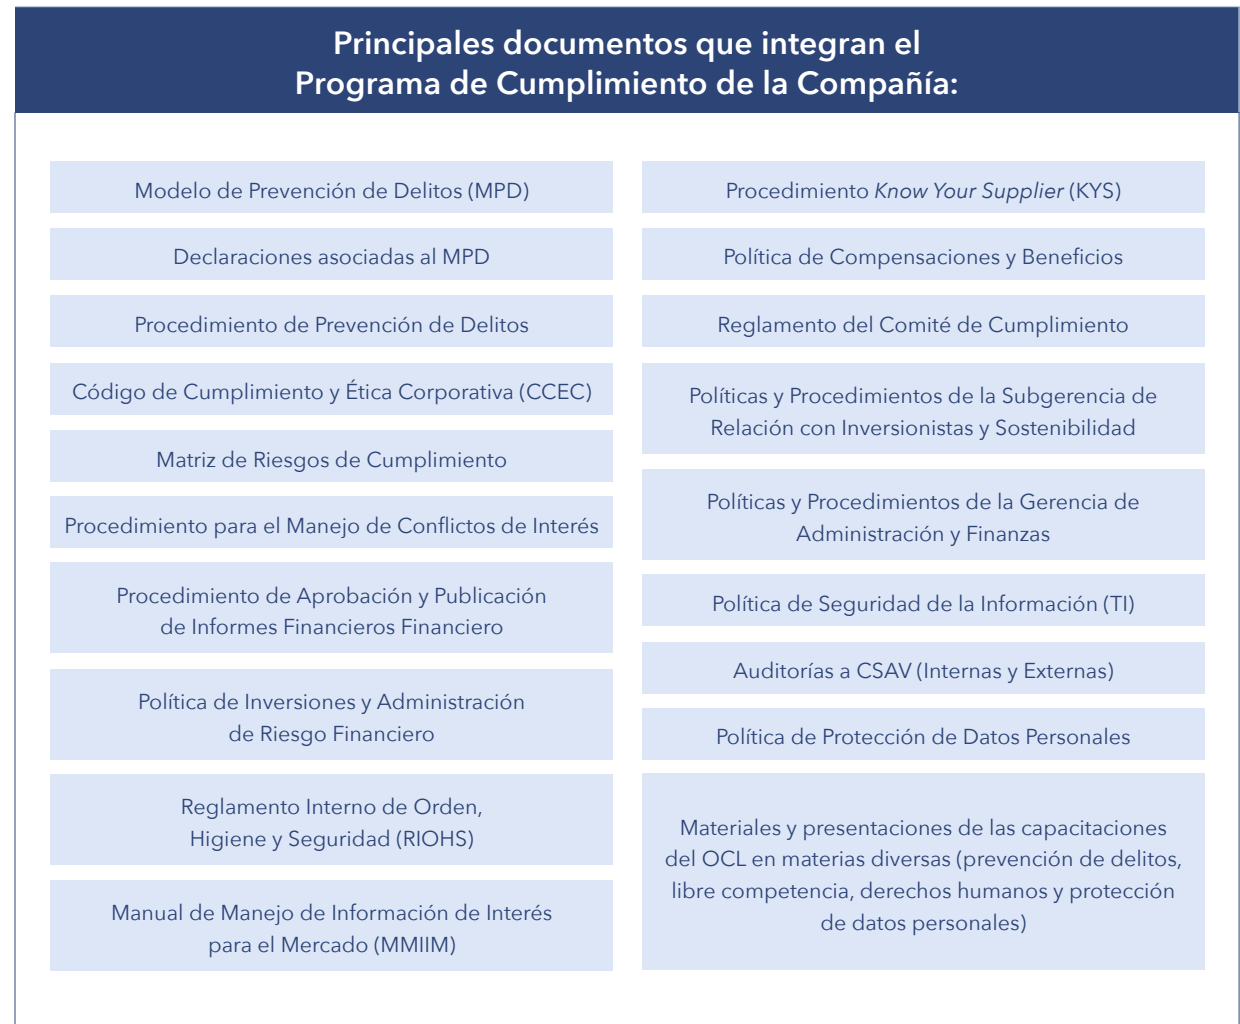 Principales documentos que integran el
Programa de Cumplimiento de la Compañía:
Modelo de Prevención de Delitos (MPD)
Declaraciones asociadas al MPD
Procedimiento de Prevención de Delitos
Código de Cumplimiento y Ética Corporativa (CCEC)
Matriz de Riesgos de Cumplimiento
Procedimiento para el Manejo de Conflictos de Interés
Procedimiento de Aprobación y Publicación
de Informes Financieros Financiero
Política de Inversiones y Administración
de Riesgo Financiero
Reglamento Interno de Orden,
Higiene y Seguridad (RIOHS)
Manual de Manejo de Información de Interés
para el Mercado (MMIIM)
Procedimiento Know Your Supplier (KYS)
Política de Compensaciones y Beneficios
Reglamento del Comité de Cumplimiento
Políticas y Procedimientos de la Subgerencia de
Relación con Inversionistas y Sostenibilidad
Políticas y Procedimientos de la Gerencia de
Administración y Finanzas
Política de Seguridad de la Información (TI)
Auditorías a CSAV (Internas y Externas)
Política de Protección de Datos Personales
Materiales y presentaciones de las capacitaciones
del OCL en materias diversas (prevención de delitos,
libre competencia, derechos humanos y protección
de datos personales)